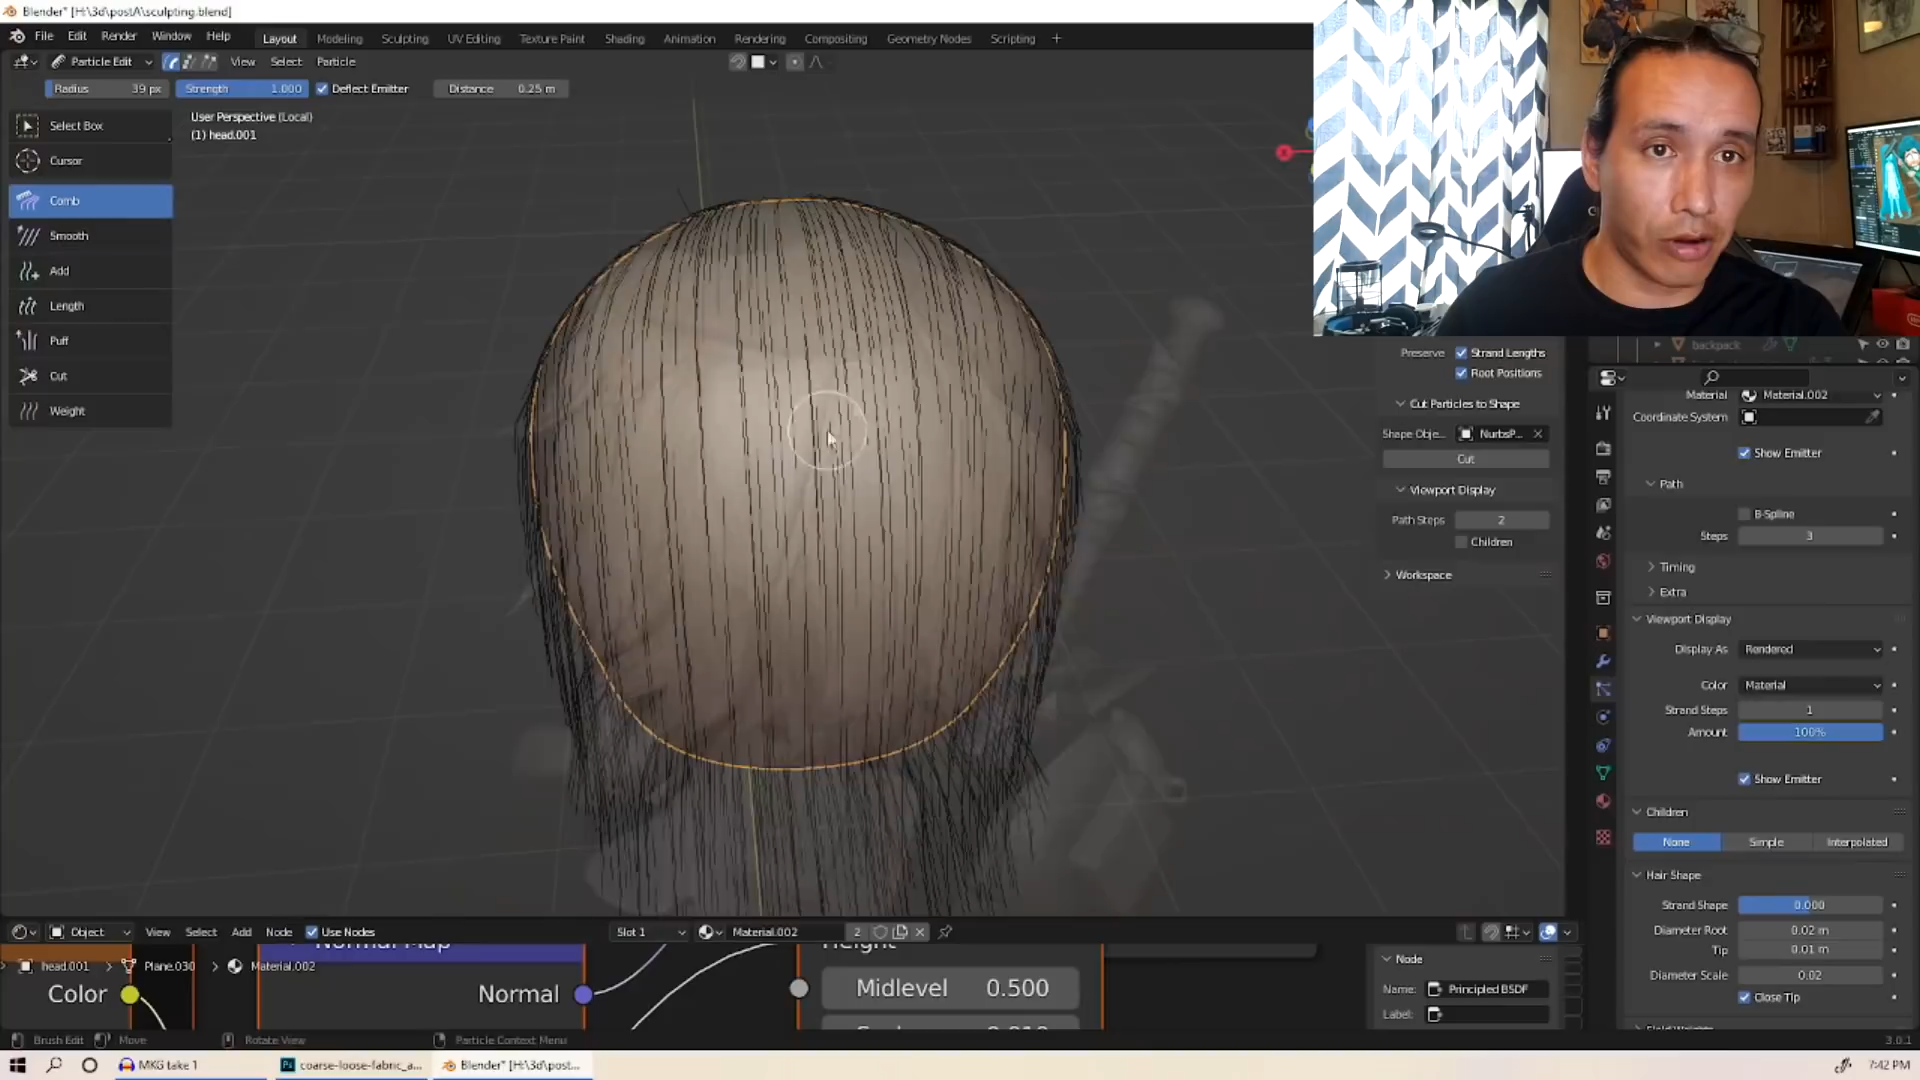 Blender* [H:\3d\postA\sculpting.blend]
File Edit Render Window Help Layout Modeling Sculpting UV Editing Texture Paint Shading Animation Rendering Compositing Geometry Nodes Scripting +
Particle Edit View Select Particle
Radius 39 px Strength 1.000 Deflect Emitter Distance 0.25 m
User Perspective (Local)
(1) head.001
Select Box
Cursor
Comb
Smooth
Add
Length
Puff
Cut
Weight
Preserve Strand Lengths
Root Positions
Cut Particles to Shape
Shape Obje... NurbsP...
Cut
Viewport Display
Path Steps 2
Children
Workspace
backpack
Material Material.002
Coordinate System
Show Emitter
Path
B-Spline
Steps 3
Timing
Extra
Viewport Display
Display As Rendered
Color Material
Strand Steps 1
Amount 100%
Show Emitter
Children
None Simple Interpolated
Hair Shape
Strand Shape 0.000
Diameter Root 0.02 m
Tip 0.01 m
Diameter Scale 0.02
Close Tip
Object View Select Add Node Use Nodes Slot 1 Material.002 2
Normal Map Height
head.001 > Plane.030 > Material.002
Color Normal Midlevel 0.500
Node
Name: Principled BSDF
Label:
Brush Edit Move Rotate View Particle Context Menu 3.0.1
MKG take 1 coarse-loose-fabric_a... Blender* [H:\3d\post... 7:42 PM